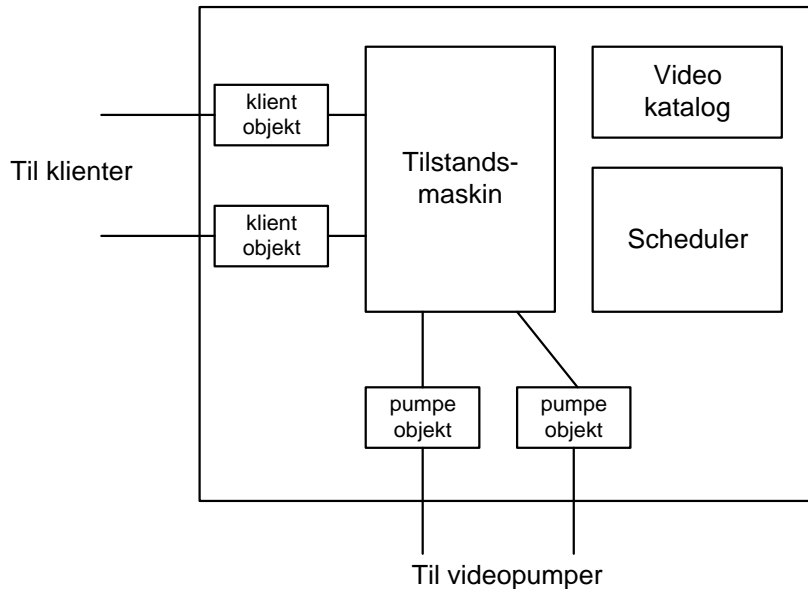 klient
objekt
Til klienter
klient
objekt
Tilstands-
maskin
Video
katalog
Scheduler
pumpe
objekt
pumpe
objekt
Til videopumper